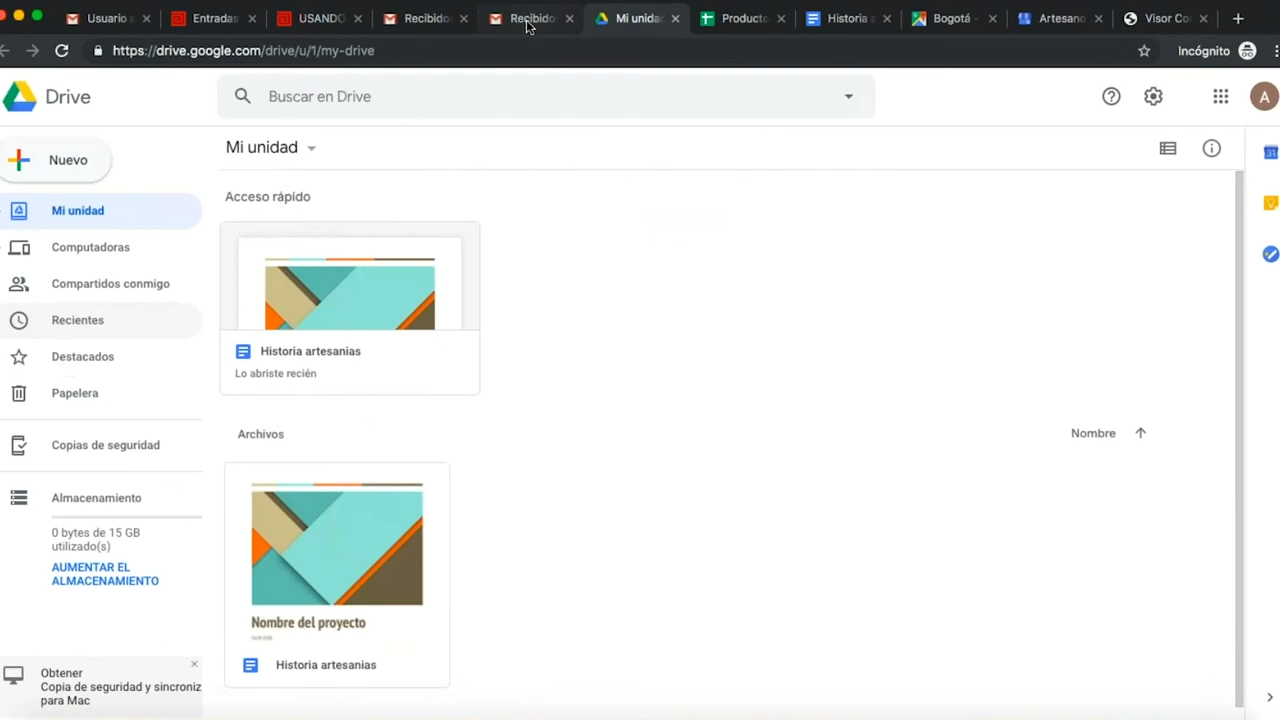 Usuario a
Entradas
USANDO
Recibido
Recibido
Mi unida
Producto
Historia a
Bogotá -
Artesano
Visor Co
https://drive.google.com/drive/u/1/my-drive
Incógnito
Drive
Buscar en Drive
A
Nuevo
Mi unidad
Computadoras
Compartidos conmigo
Recientes
Destacados
Papelera
Copias de seguridad
Almacenamiento
0 bytes de 15 GB
utilizado(s)
AUMENTAR EL
ALMACENAMIENTO
Obtener
Copia de seguridad y sincroniz
para Mac
Mi unidad
Acceso rápido
Historia artesanias
Lo abriste recién
Archivos
Nombre
Nombre del proyecto
Historia artesanias
31